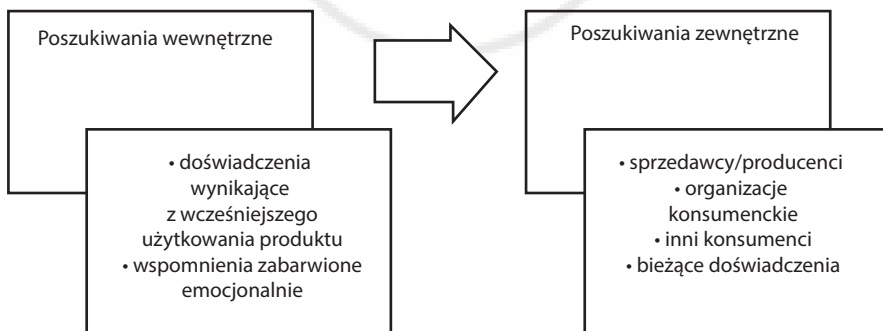 Poszukiwania wewnętrzne
• doświadczenia
wynikające
z wcześniejszego
użytkowania produktu
• wspomnienia zabarwione
emocjonalnie
Poszukiwania zewnętrzne
• sprzedawcy/producenci
• organizacje
konsumenckie
• inni konsumenci
• bieżące doświadczenia